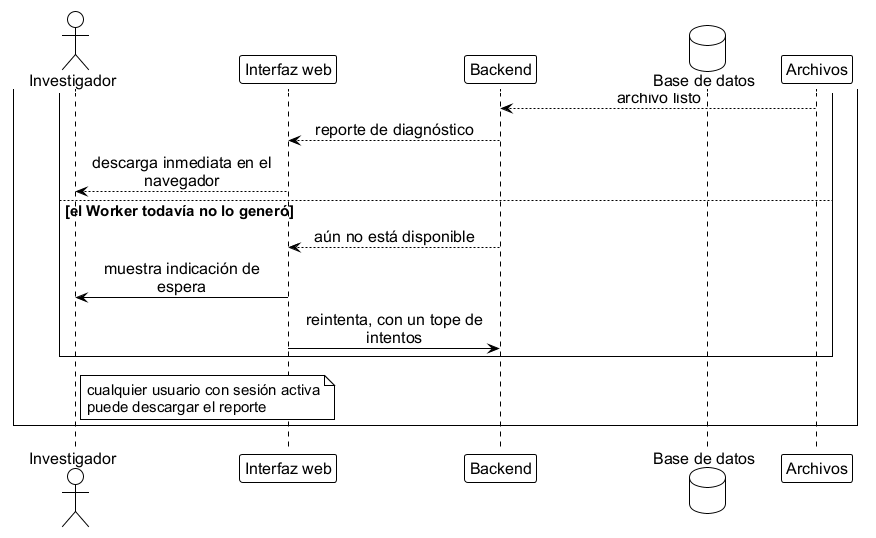 Investigador
Interfaz web
Backend
Base de datos
Archivos
archivo listo
reporte de diagnóstico
descarga inmediata en el
navegador
[el Worker todavía no lo generó]
aún no está disponible
muestra indicación de
espera
reintenta, con un tope de
intentos
cualquier usuario con sesión activa
puede descargar el reporte
Investigador
Interfaz web
Backend
Base de datos
Archivos